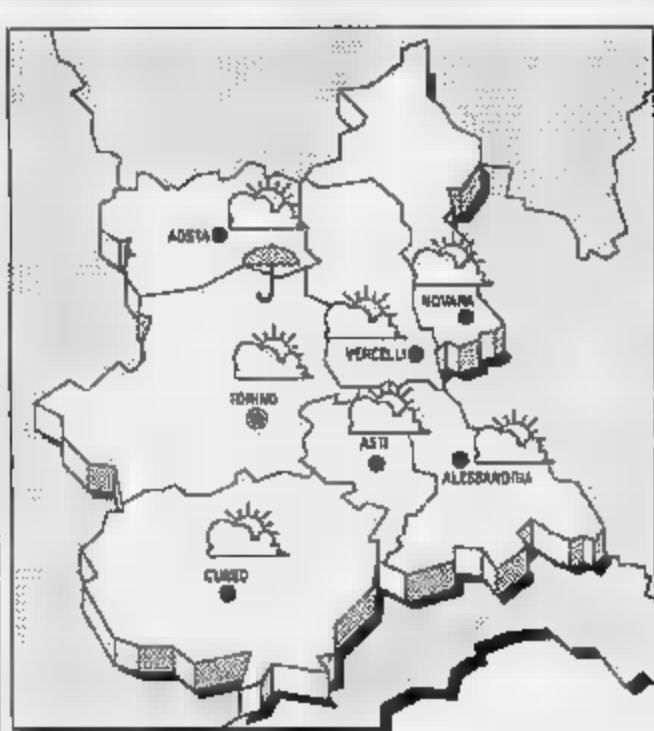 AOSTA
NOVARA
VERCELLI
TORINO
ASTI
ALESSANDRIA
CUNEO